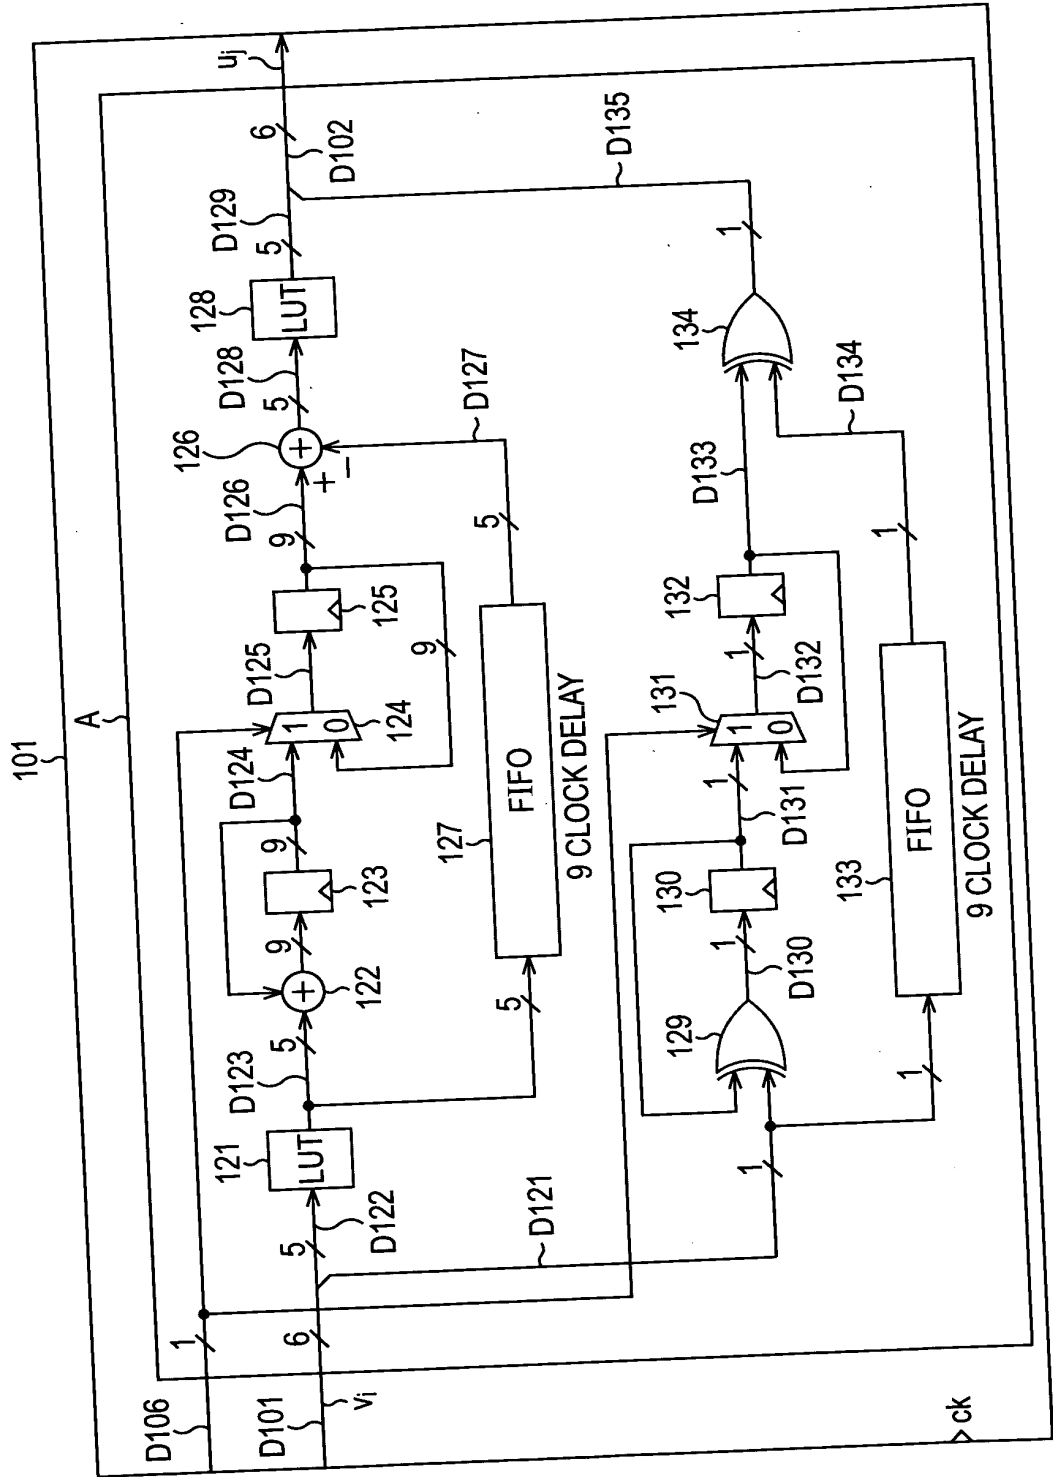 101
A
D106
1
D101
6
vi
D122
5
121
LUT
D123
5
122
9
123
9
D124
1
0
124
D125
125
9
9
D126
126
+
+
−
D128
5
128
LUT
D129
5
6
D102
uj
5
127
FIFO
9 CLOCK DELAY
5
D127
D121
1
129
D130
1
130
1
D131
131
1
0
1
D132
132
D133
134
1
D135
1
133
FIFO
9 CLOCK DELAY
1
D134
ck